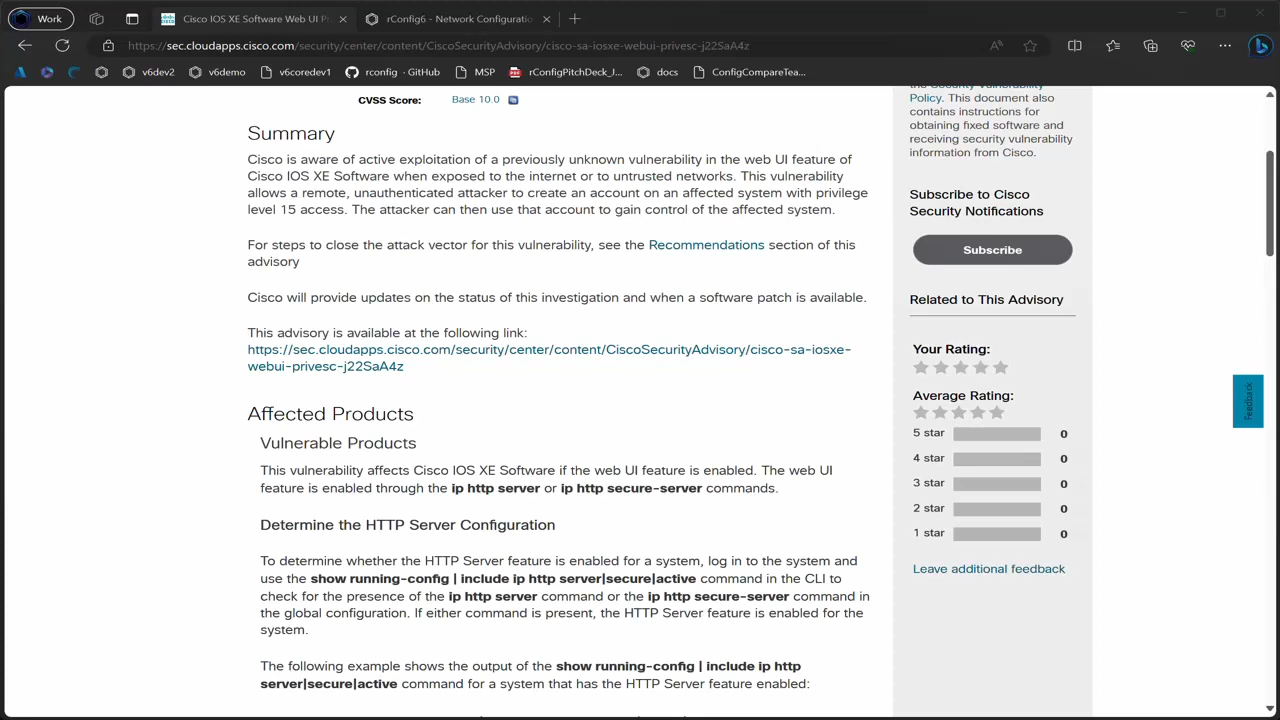 Work
Cisco IOS XE Software Web UI P
rConfig6 - Network Configuratio
https://sec.cloudapps.cisco.com/security/center/content/CiscoSecurityAdvisory/cisco-sa-iosxe-webui-privesc-j22SaA4z
v6dev2
v6demo
v6coredev1
rconfig · GitHub
MSP
rConfigPitchDeck_J...
docs
ConfigCompareTea...
CVSS Score:
Base 10.0
Summary
Cisco is aware of active exploitation of a previously unknown vulnerability in the web UI feature of
Cisco IOS XE Software when exposed to the internet or to untrusted networks. This vulnerability
allows a remote, unauthenticated attacker to create an account on an affected system with privilege
level 15 access. The attacker can then use that account to gain control of the affected system.
For steps to close the attack vector for this vulnerability, see the Recommendations section of this
advisory
Cisco will provide updates on the status of this investigation and when a software patch is available.
This advisory is available at the following link:
https://sec.cloudapps.cisco.com/security/center/content/CiscoSecurityAdvisory/cisco-sa-iosxe-
webui-privesc-j22SaA4z
Affected Products
Vulnerable Products
This vulnerability affects Cisco IOS XE Software if the web UI feature is enabled. The web UI
feature is enabled through the ip http server or ip http secure-server commands.
Determine the HTTP Server Configuration
To determine whether the HTTP Server feature is enabled for a system, log in to the system and
use the show running-config | include ip http server|secure|active command in the CLI to
check for the presence of the ip http server command or the ip http secure-server command in
the global configuration. If either command is present, the HTTP Server feature is enabled for the
system.
The following example shows the output of the show running-config | include ip http
server|secure|active command for a system that has the HTTP Server feature enabled:
the Security Vulnerability
Policy. This document also
contains instructions for
obtaining fixed software and
receiving security vulnerability
information from Cisco.
Subscribe to Cisco
Security Notifications
Subscribe
Related to This Advisory
Your Rating:
Average Rating:
5 star 0
4 star 0
3 star 0
2 star 0
1 star 0
Leave additional feedback
Feedback